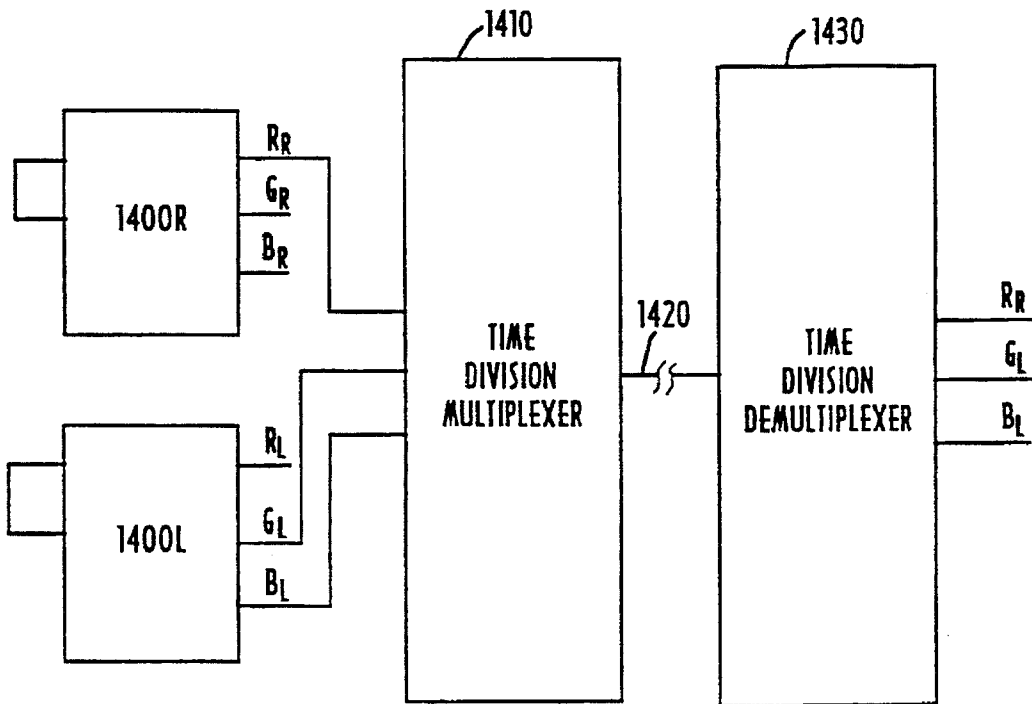 1410
1430
RR
GR
BR
1400R
1420
RR
GL
BL
TIME
DIVISION
MULTIPLEXER
TIME
DIVISION
DEMULTIPLEXER
RL
GL
BL
1400L